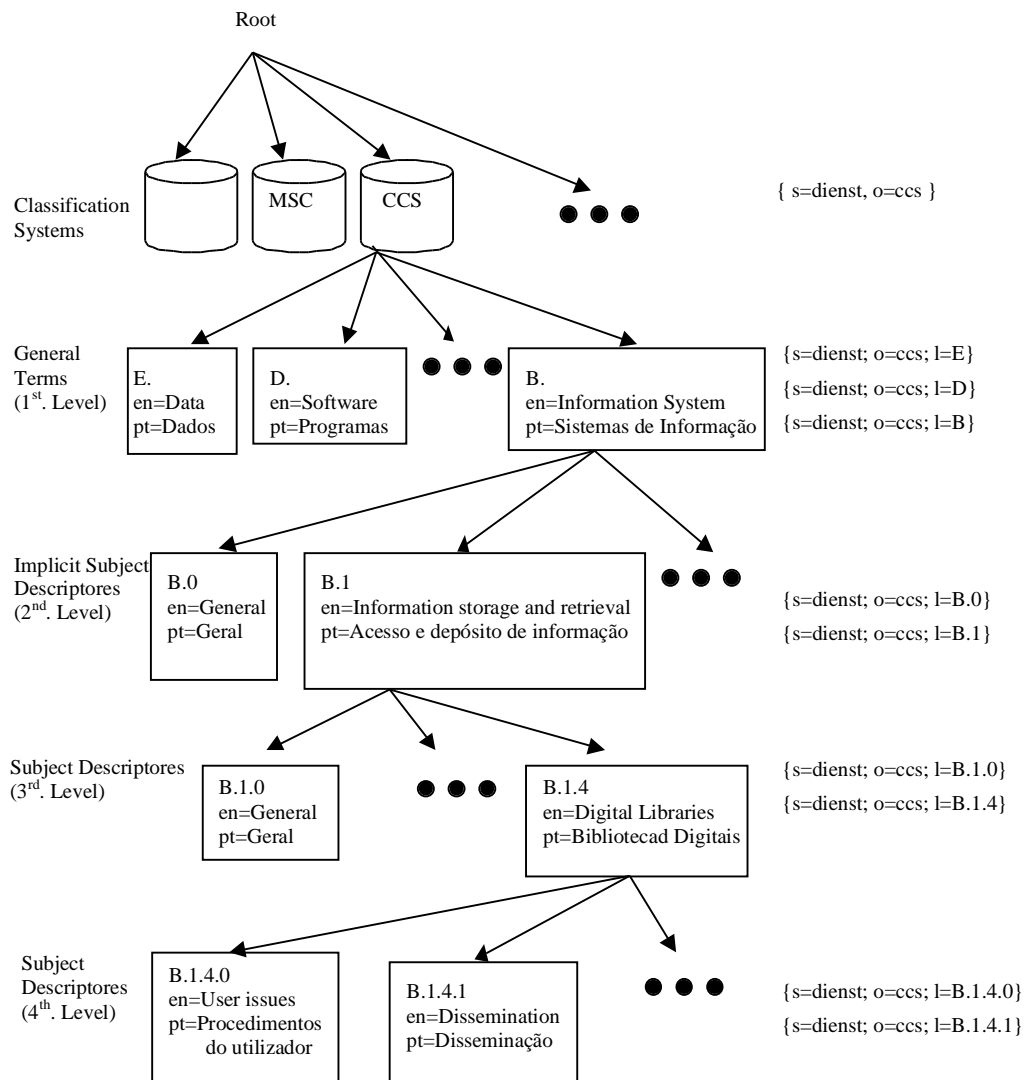 Root
MSC
CCS
{ s=dienst, o=ccs }
Classification
Systems
General
Terms
(1st. Level)
E.
en=Data
pt=Dados
D.
en=Software
pt=Programas
B.
en=Information System
pt=Sistemas de Informação
{s=dienst; o=ccs; l=E}
{s=dienst; o=ccs; l=D}
{s=dienst; o=ccs; l=B}
Implicit Subject
Descriptores
(2nd. Level)
B.0
en=General
pt=Geral
B.1
en=Information storage and retrieval
pt=Acesso e depósito de informação
{s=dienst; o=ccs; l=B.0}
{s=dienst; o=ccs; l=B.1}
Subject Descriptores
(3rd. Level)
B.1.0
en=General
pt=Geral
B.1.4
en=Digital Libraries
pt=Bibliotecad Digitais
{s=dienst; o=ccs; l=B.1.0}
{s=dienst; o=ccs; l=B.1.4}
Subject
Descriptores
(4th. Level)
B.1.4.0
en=User issues
pt=Procedimentos
do utilizador
B.1.4.1
en=Dissemination
pt=Disseminação
{s=dienst; o=ccs; l=B.1.4.0}
{s=dienst; o=ccs; l=B.1.4.1}